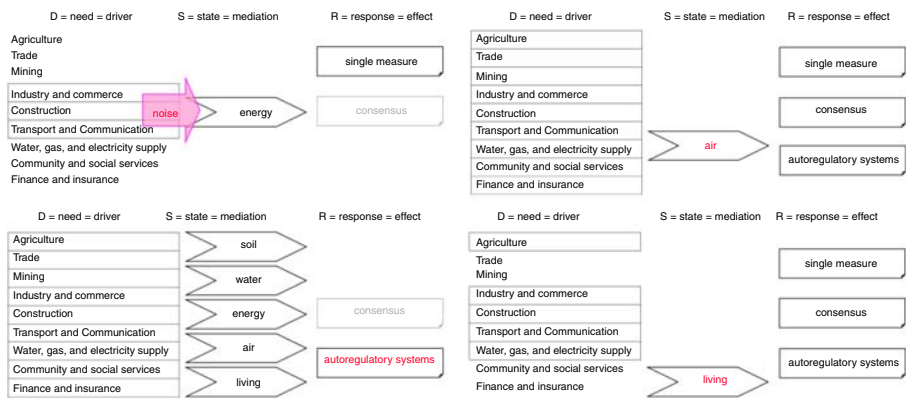 D = need = driver
S = state = mediation
R = response = effect
Agriculture
Trade
Mining
Industry and commerce
Construction
Transport and Communication
Water, gas, and electricity supply
Community and social services
Finance and insurance
noise
energy
single measure
consensus
D = need = driver
S = state = mediation
R = response = effect
Agriculture
Trade
Mining
Industry and commerce
Construction
Transport and Communication
Water, gas, and electricity supply
Community and social services
Finance and insurance
air
single measure
consensus
autoregulatory systems
D = need = driver
S = state = mediation
R = response = effect
Agriculture
Trade
Mining
Industry and commerce
Construction
Transport and Communication
Water, gas, and electricity supply
Community and social services
Finance and insurance
soil
water
energy
air
living
consensus
autoregulatory systems
D = need = driver
S = state = mediation
R = response = effect
Agriculture
Trade
Mining
Industry and commerce
Construction
Transport and Communication
Water, gas, and electricity supply
Community and social services
Finance and insurance
living
single measure
consensus
autoregulatory systems